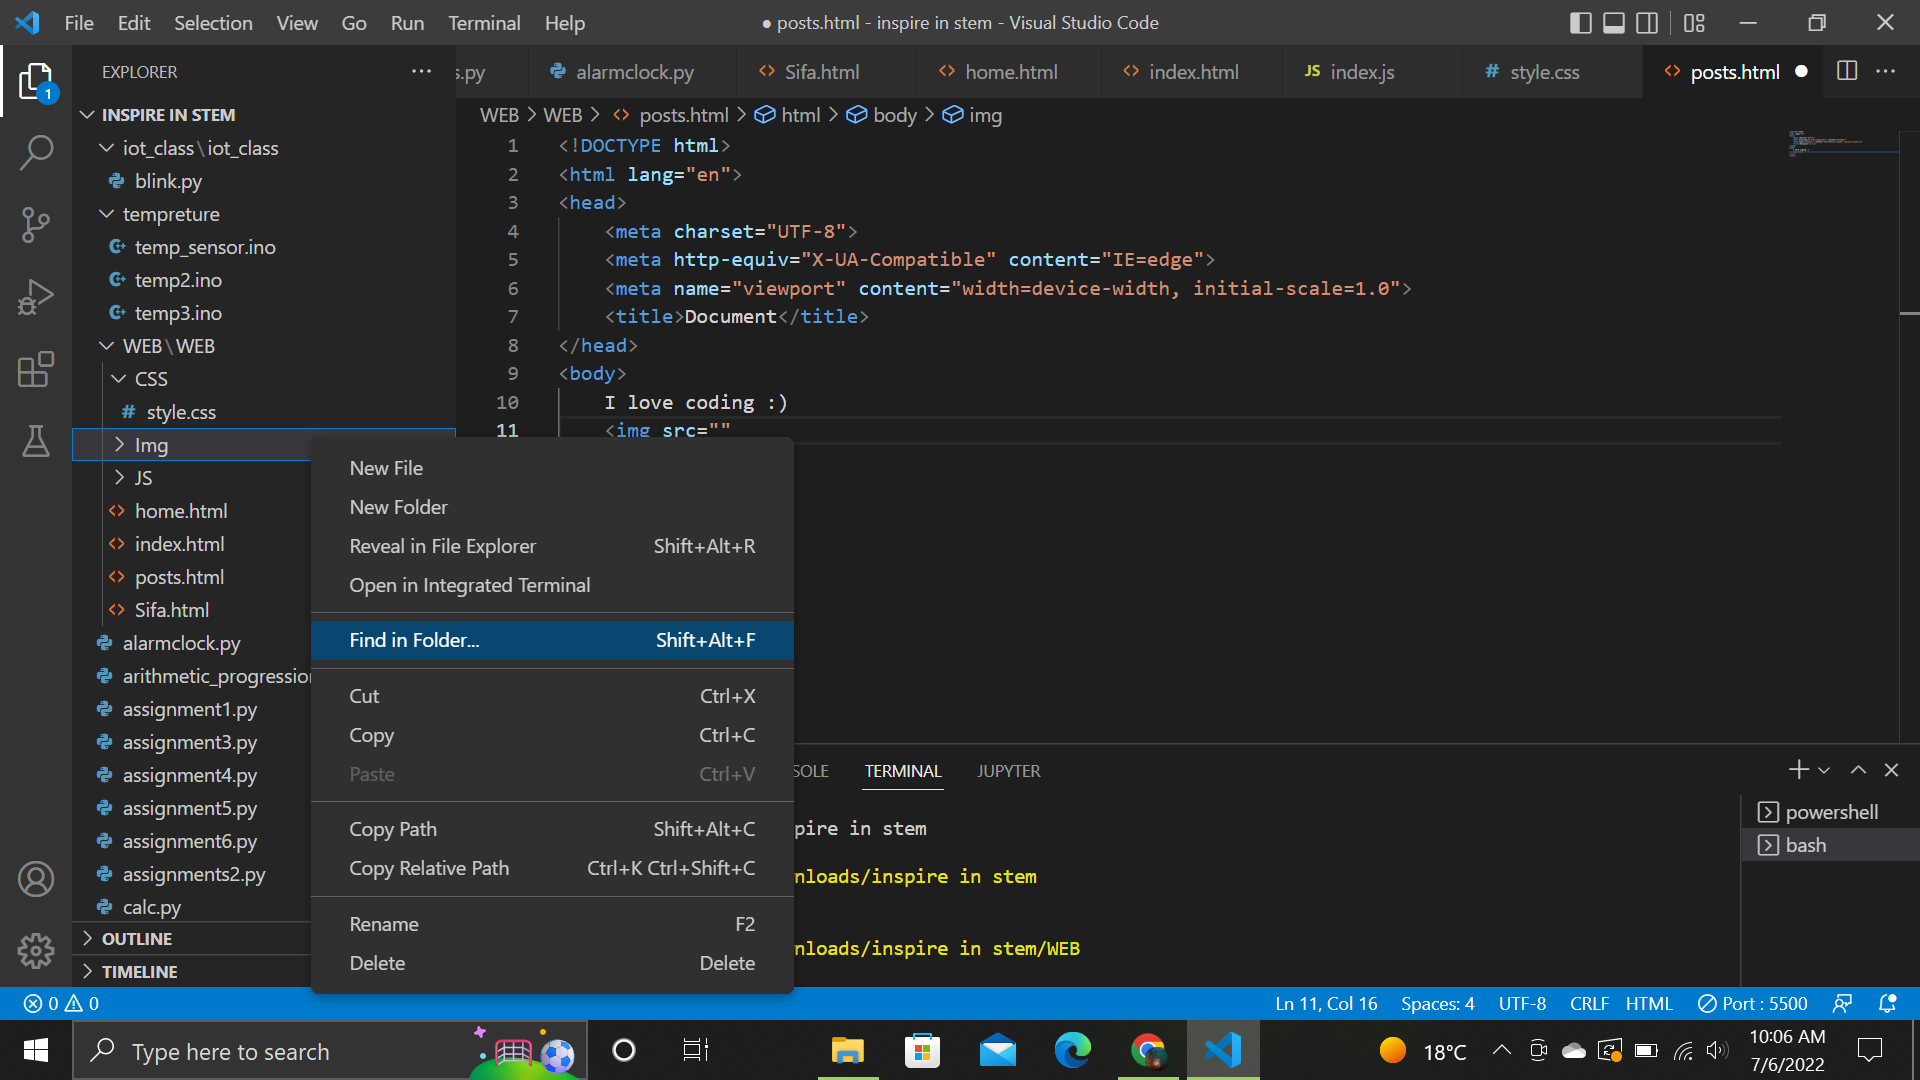 File Edit Selection View Go Run Terminal Help
● posts.html - inspire in stem - Visual Studio Code
EXPLORER
1
INSPIRE IN STEM
iot_class\iot_class
blink.py
tempreture
temp_sensor.ino
temp2.ino
temp3.ino
WEB\WEB
CSS
# style.css
Img
JS
home.html
index.html
posts.html
Sifa.html
alarmclock.py
arithmetic_progression
assignment1.py
assignment3.py
assignment4.py
assignment5.py
assignment6.py
assignments2.py
calc.py
OUTLINE
TIMELINE
s.py alarmclock.py <> Sifa.html <> home.html <> index.html JS index.js # style.css <> posts.html ●
WEB > WEB > <> posts.html > html > body > img
1 <!DOCTYPE html>
2 <html lang="en">
3 <head>
4 <meta charset="UTF-8">
5 <meta http-equiv="X-UA-Compatible" content="IE=edge">
6 <meta name="viewport" content="width=device-width, initial-scale=1.0">
7 <title>Document</title>
8 </head>
9 <body>
10 I love coding :)
11 <img src=""
New File
New Folder
Reveal in File Explorer Shift+Alt+R
Open in Integrated Terminal
Find in Folder... Shift+Alt+F
Cut Ctrl+X
Copy Ctrl+C
Paste Ctrl+V
Copy Path Shift+Alt+C
Copy Relative Path Ctrl+K Ctrl+Shift+C
Rename F2
Delete Delete
SOLE TERMINAL JUPYTER
pire in stem
nloads/inspire in stem
nloads/inspire in stem/WEB
powershell
bash
0 0
Ln 11, Col 16 Spaces: 4 UTF-8 CRLF HTML Port : 5500
Type here to search
18°C
10:06 AM
7/6/2022